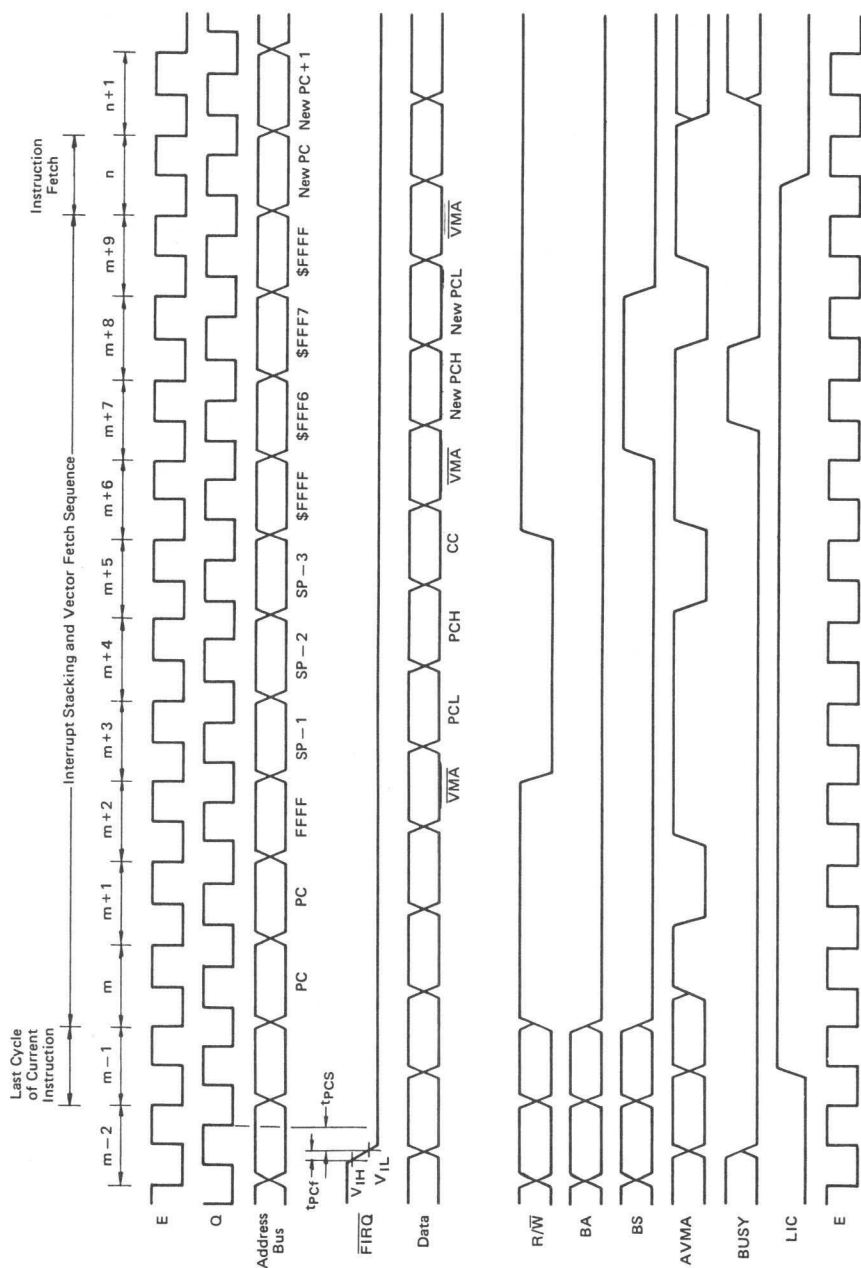 Last Cycle
of Current
Instruction
Interrupt Stacking and Vector Fetch Sequence
Instruction
Fetch
m−2
m−1
m
m+1
m+2
m+3
m+4
m+5
m+6
m+7
m+8
m+9
n
n+1
E
Q
Address
Bus
PC
PC
FFFF
SP−1
SP−2
SP−3
$FFFF
$FFF6
$FFF7
$FFFF
New PC
New PC+1
tPCf
tPCS
VIH
VIL
FIRQ
Data
VMA
PCL
PCH
CC
VMA
New PCH
New PCL
VMA
R/W
BA
BS
AVMA
BUSY
LIC
E